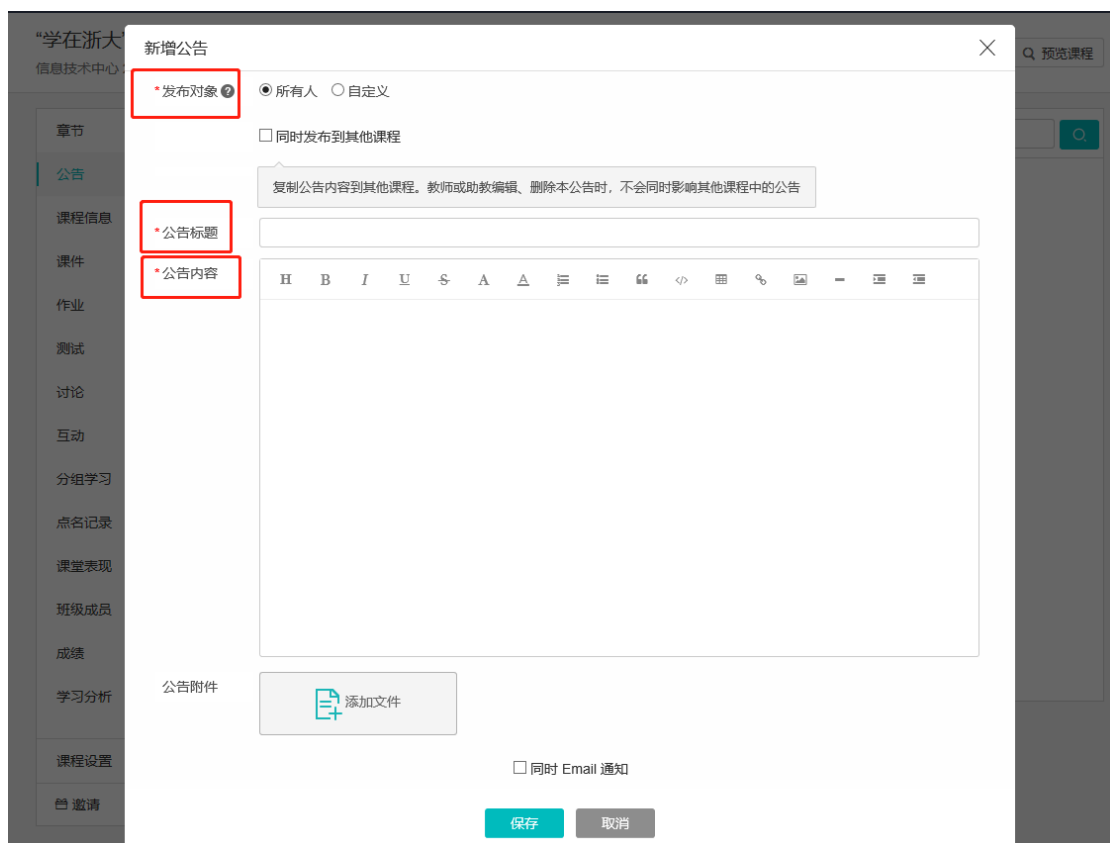 “学在浙大”
信息技术中心：
预览课程
章节
公告
课程信息
课件
作业
测试
讨论
互动
分组学习
点名记录
课堂表现
班级成员
成绩
学习分析
课程设置
邀请
新增公告
*发布对象 ? 所有人 自定义
同时发布到其他课程
复制公告内容到其他课程。教师或助教编辑、删除本公告时，不会同时影响其他课程中的公告
*公告标题
*公告内容
H B I U S A A
公告附件
添加文件
同时 Email 通知
保存 取消